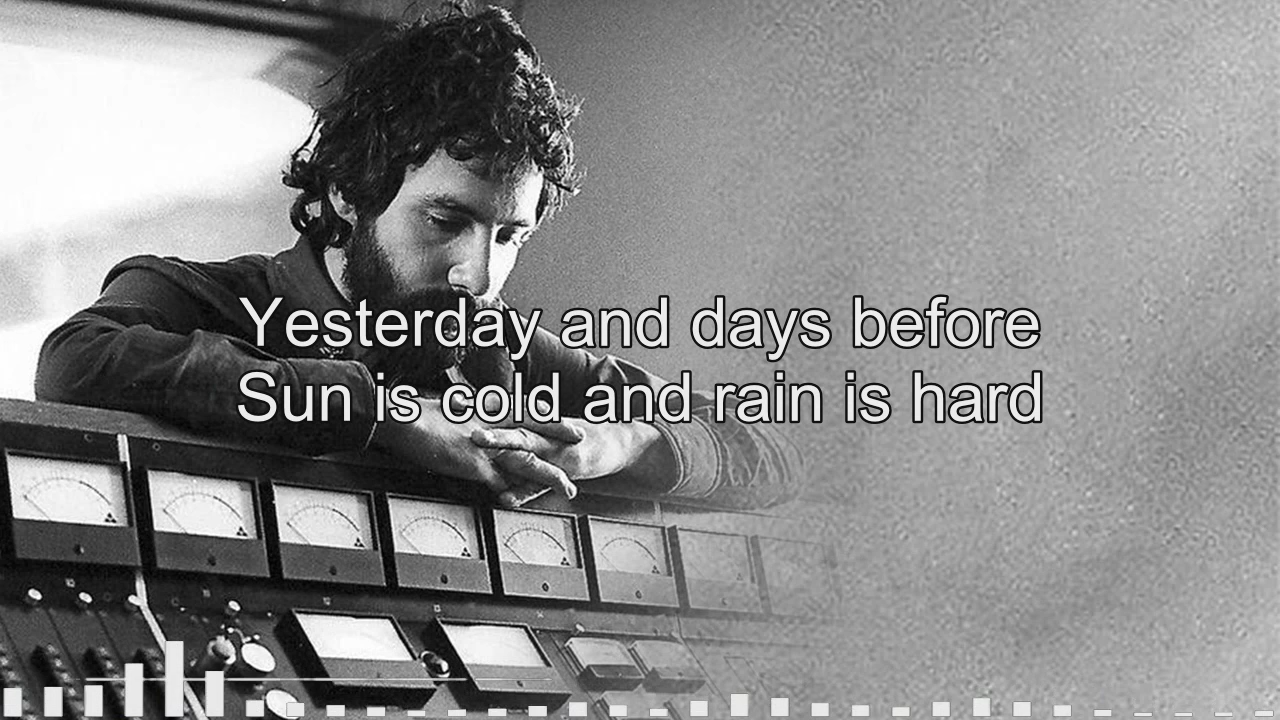 Yesterday and days before
Sun is cold and rain is hard